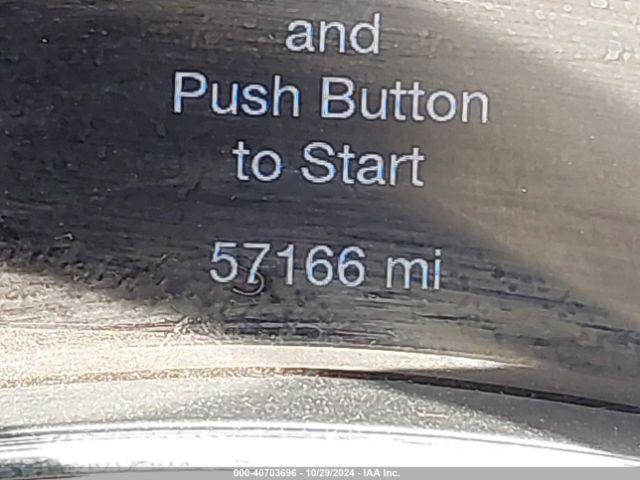 and
Push Button
to Start
57166 mi
000-40703696 - 10/29/2024 - IAA Inc.